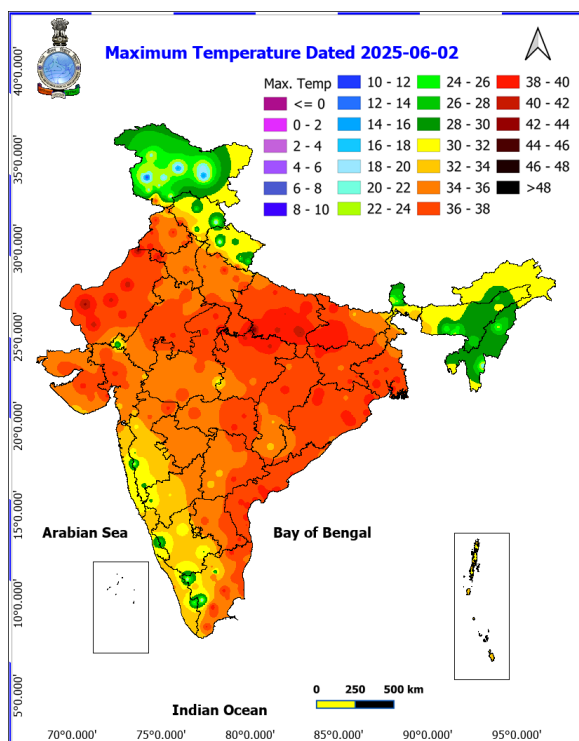 Maximum Temperature Dated 2025-06-02
Max. Temp
<= 0
0 - 2
2 - 4
4 - 6
6 - 8
8 - 10
10 - 12
12 - 14
14 - 16
16 - 18
18 - 20
20 - 22
22 - 24
24 - 26
26 - 28
28 - 30
30 - 32
32 - 34
34 - 36
36 - 38
38 - 40
40 - 42
42 - 44
44 - 46
46 - 48
>48
40°0.000'
35°0.000'
30°0.000'
25°0.000'
20°0.000'
15°0.000'
10°0.000'
5°0.000'
Arabian Sea
Bay of Bengal
Indian Ocean
0 250 500 km
70°0.000' 75°0.000' 80°0.000' 85°0.000' 90°0.000' 95°0.000'